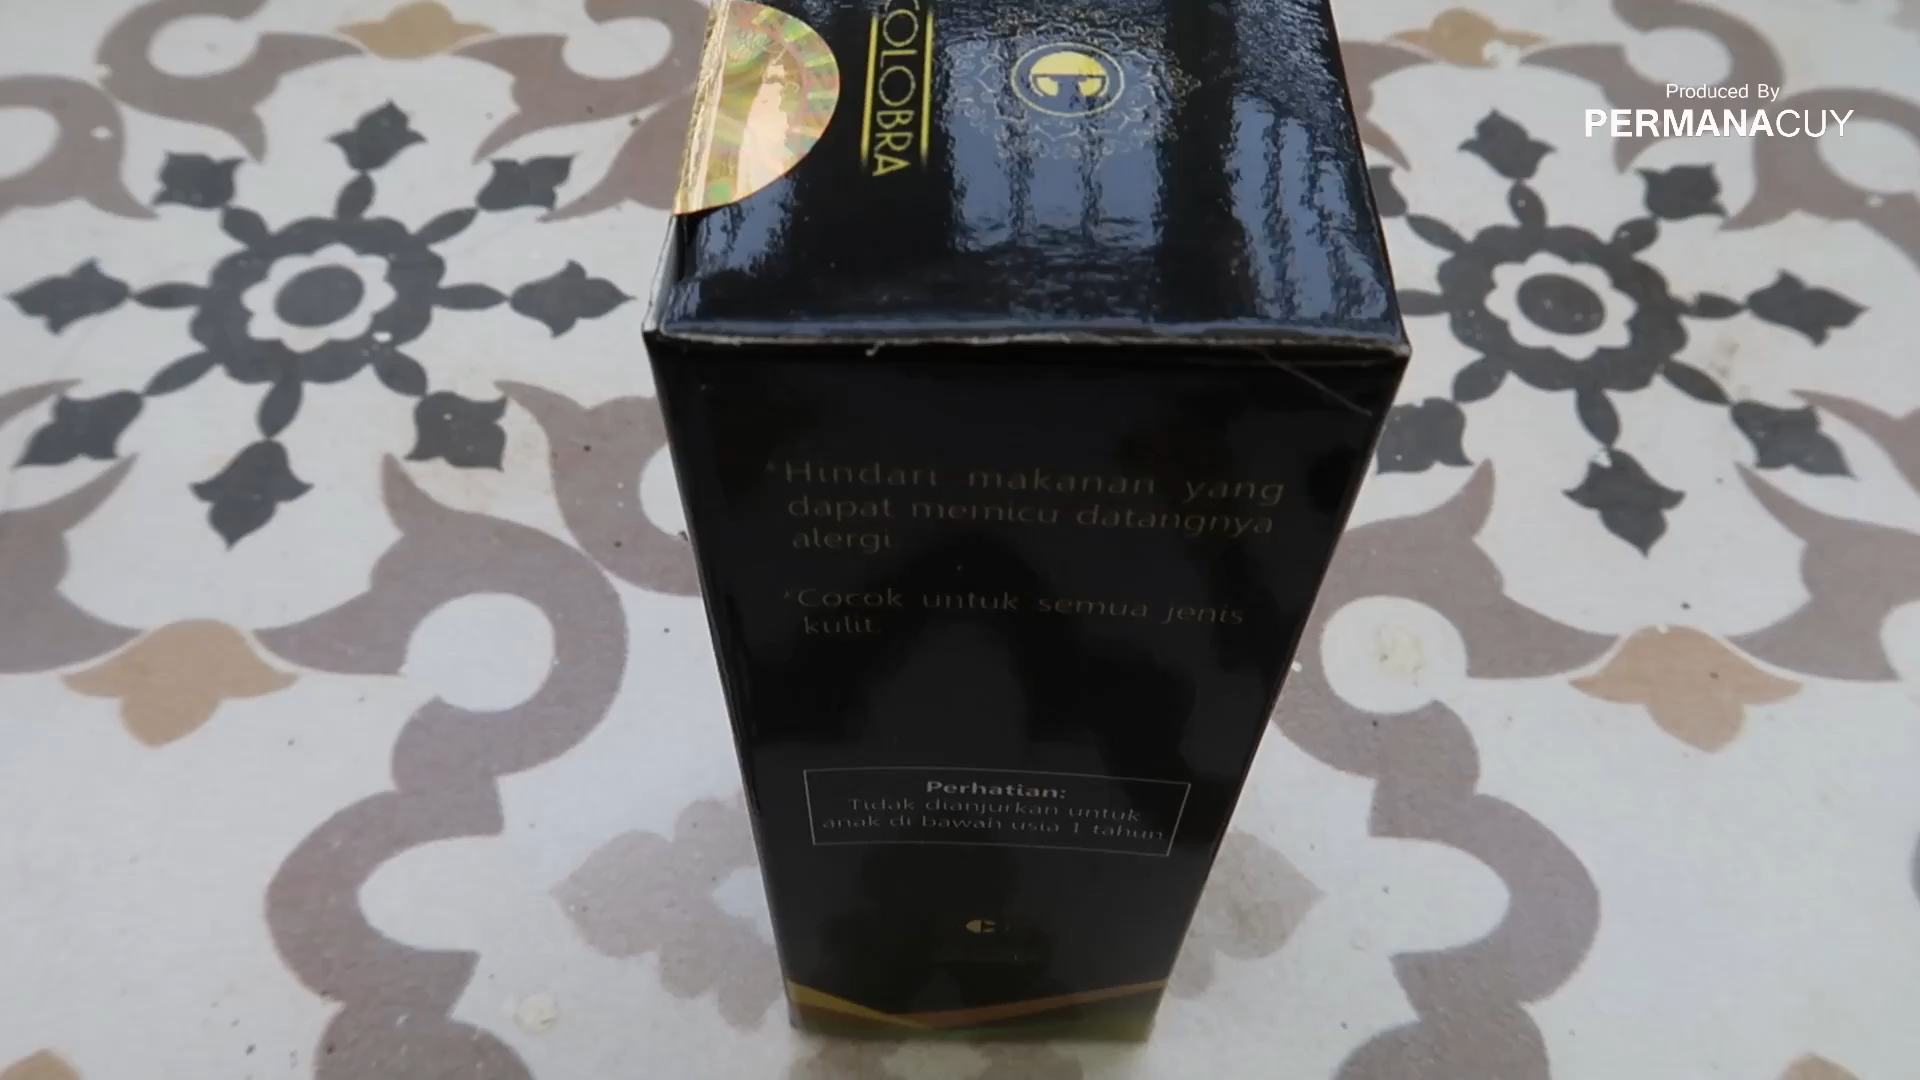 Produced By
PERMANACUY
COLOBRA
*Hindari makanan yang
dapat memicu datangnya
alergi.
*Cocok untuk semua jenis
kulit.
Perhatian:
Tidak dianjurkan untuk
anak di bawah usia 1 tahun.